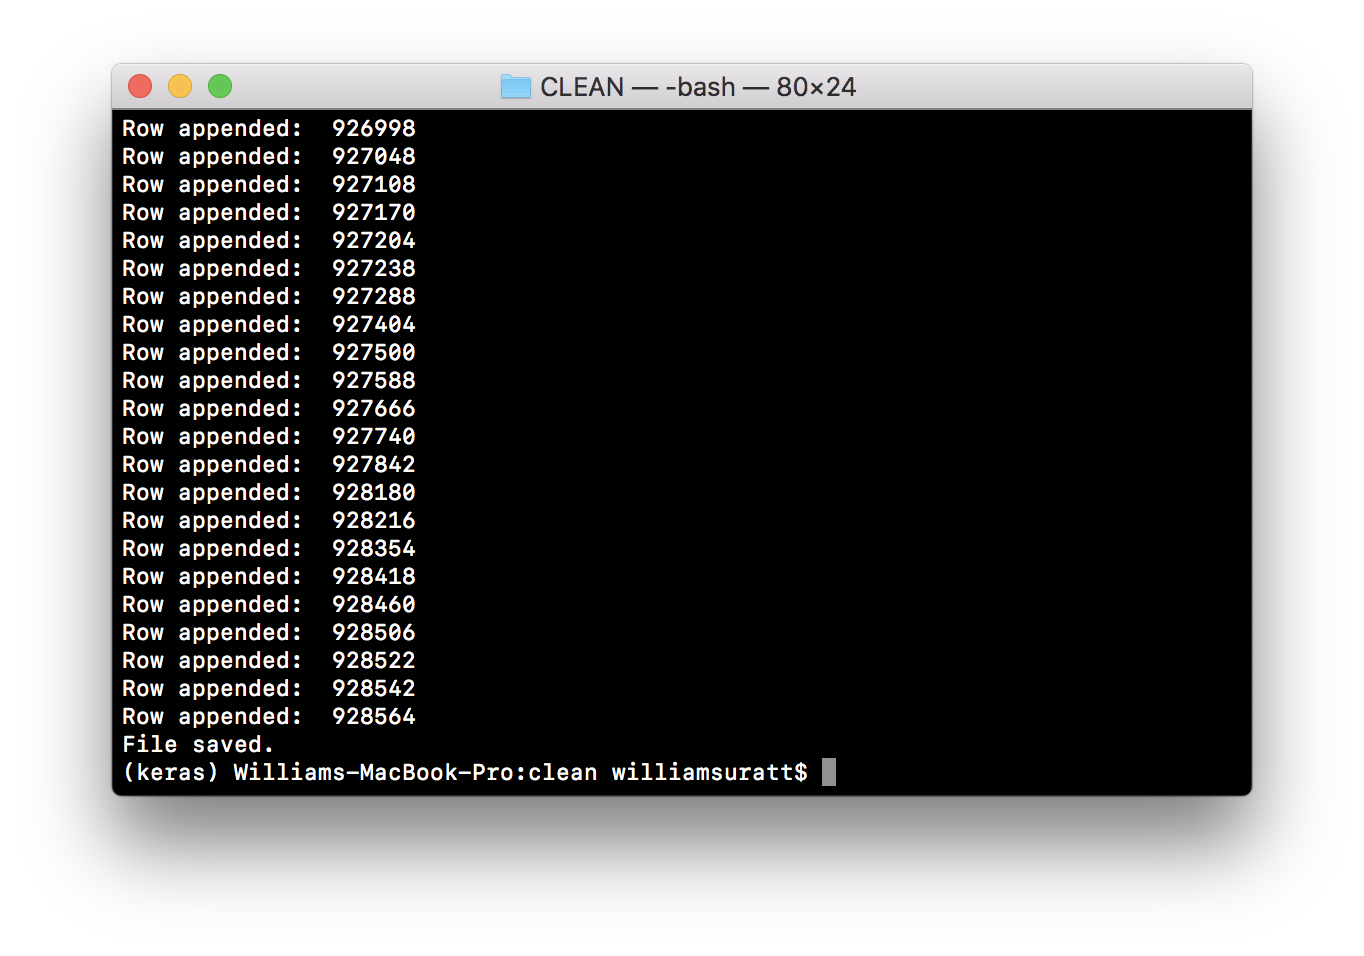 CLEAN — -bash — 80×24
Row appended:  926998
Row appended:  927048
Row appended:  927108
Row appended:  927170
Row appended:  927204
Row appended:  927238
Row appended:  927288
Row appended:  927404
Row appended:  927500
Row appended:  927588
Row appended:  927666
Row appended:  927740
Row appended:  927842
Row appended:  928180
Row appended:  928216
Row appended:  928354
Row appended:  928418
Row appended:  928460
Row appended:  928506
Row appended:  928522
Row appended:  928542
Row appended:  928564
File saved.
(keras) Williams-MacBook-Pro:clean williamsuratt$